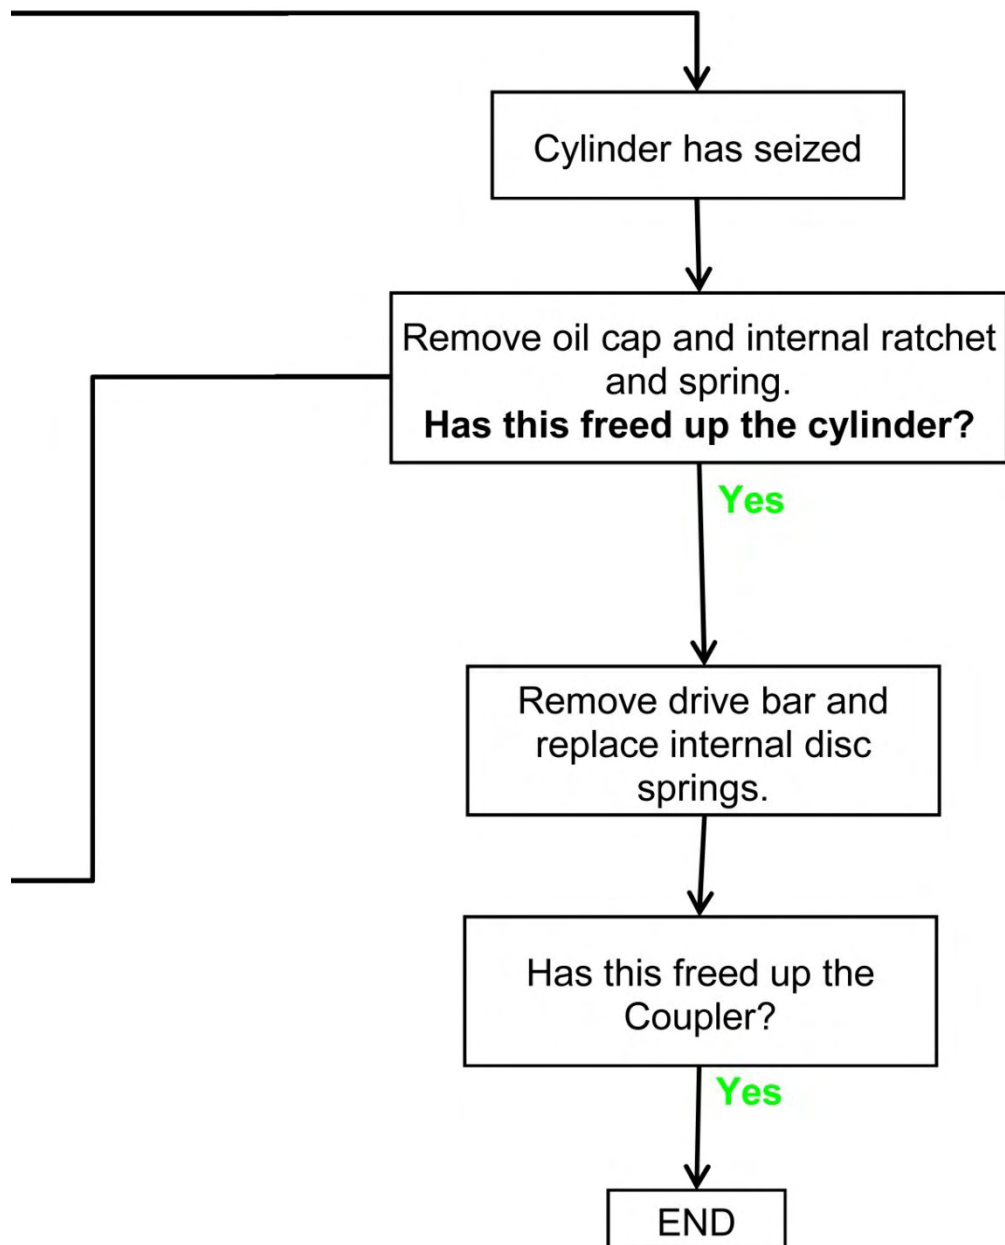 Cylinder has seized
Remove oil cap and internal ratchet
and spring.
Has this freed up the cylinder?
Yes
Remove drive bar and
replace internal disc
springs.
Has this freed up the
Coupler?
Yes
END